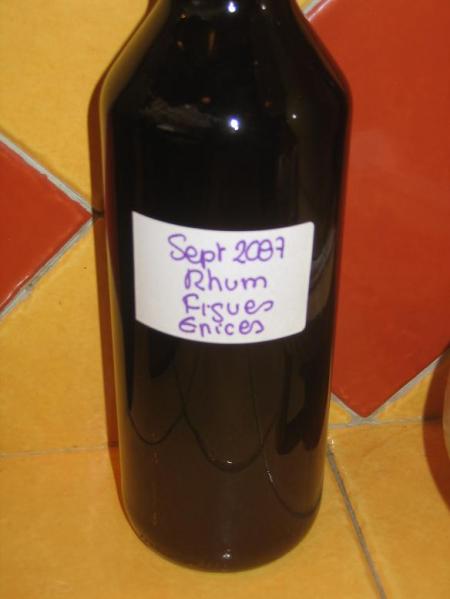 Sept 2007
Rhum
Figues
Epices